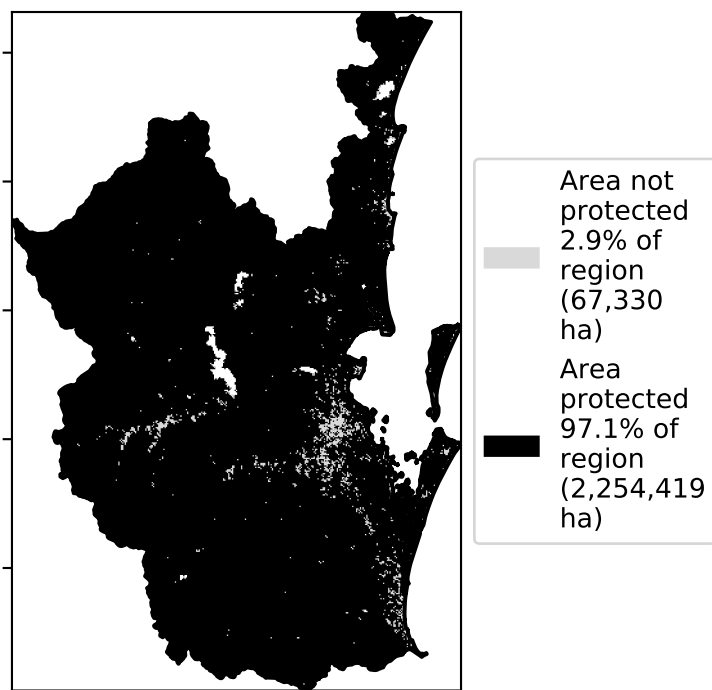 Area not
protected
2.9% of
region
(67,330
ha)
Area
protected
97.1% of
region
(2,254,419
ha)